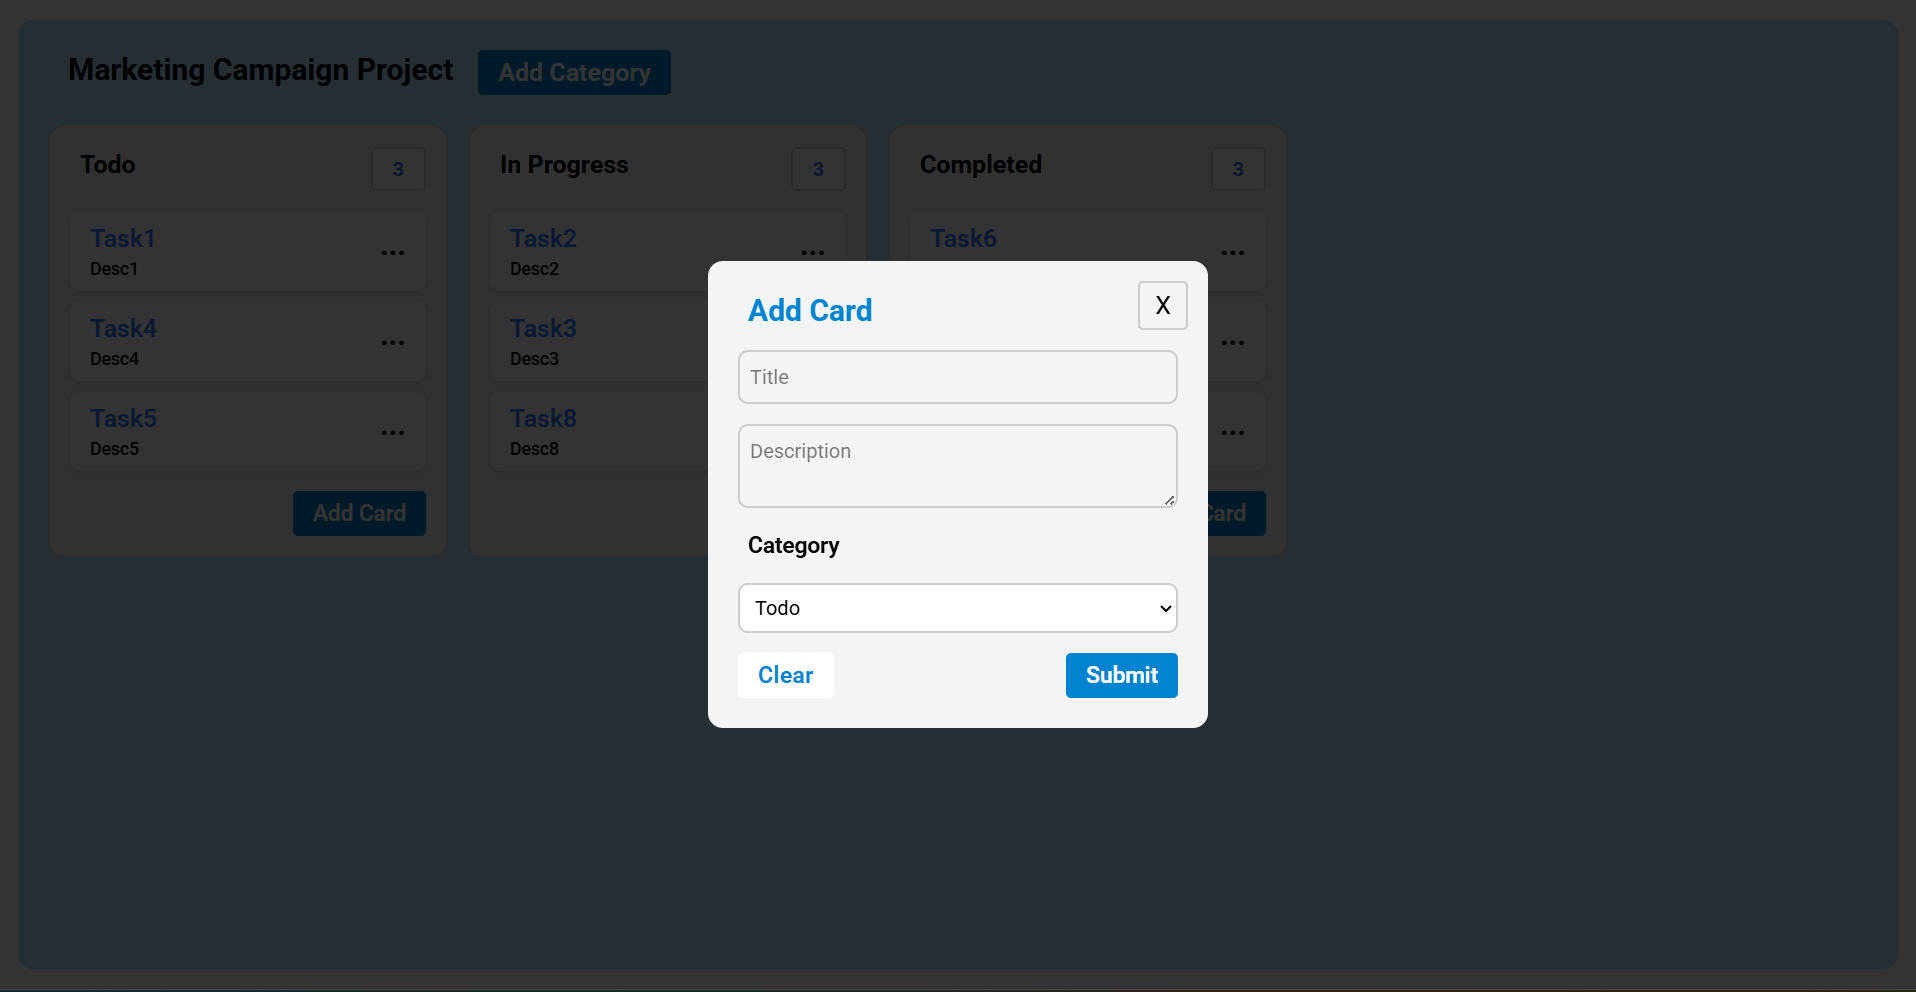 Marketing Campaign Project
Add Category
Todo
3
Task1
Desc1
Task4
Desc4
Task5
Desc5
Add Card
In Progress
3
Task2
Desc2
Task3
Desc3
Task8
Desc8
Completed
3
Task6
Card
Add Card
X
Title
Description
Category
Todo
Clear
Submit